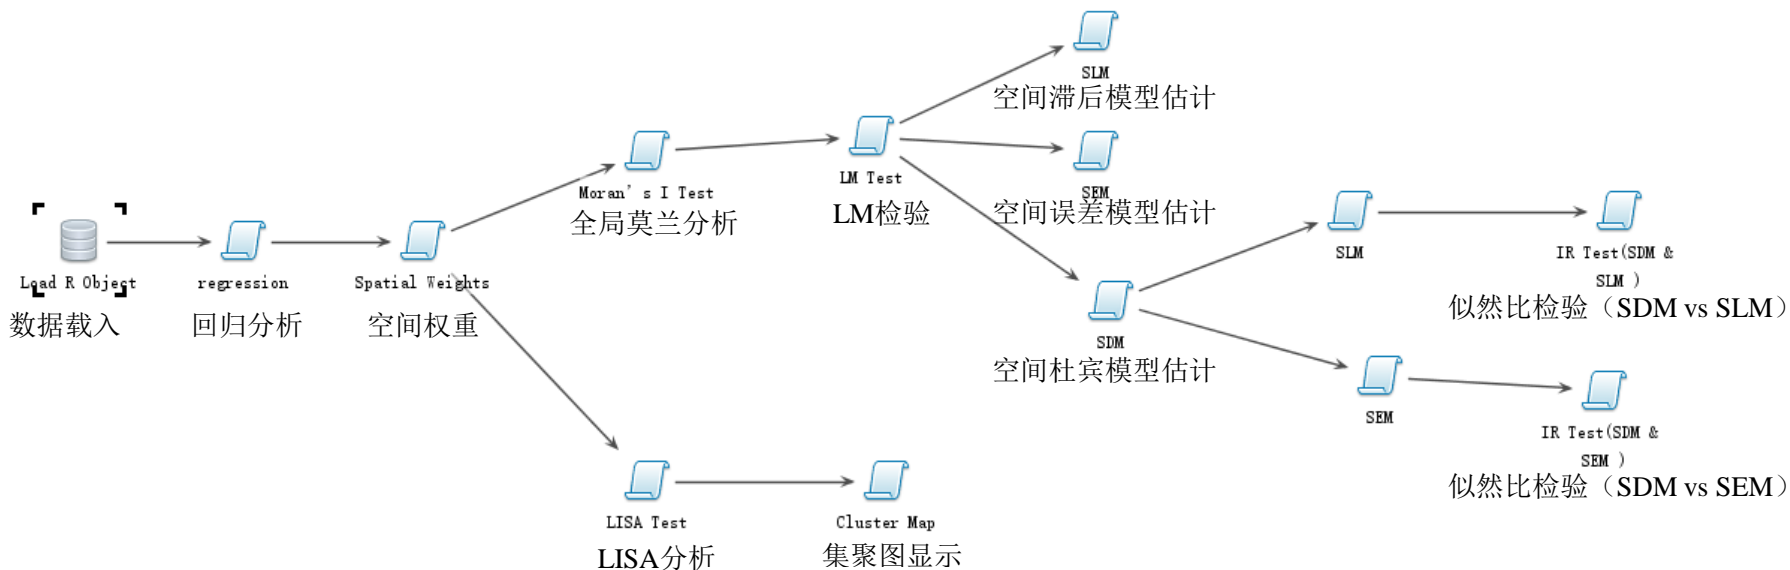 SLM
空间滞后模型估计
LM Test
LM检验
SEM
空间误差模型估计
Moran's I Test
全局莫兰分析
Load R Object
数据载入
regression
回归分析
Spatial Weights
空间权重
SDM
空间杜宾模型估计
SLM
IR Test(SDM &
SLM )
似然比检验（SDM vs SLM）
SEM
IR Test(SDM &
SEM )
似然比检验（SDM vs SEM）
LISA Test
LISA分析
Cluster Map
集聚图显示